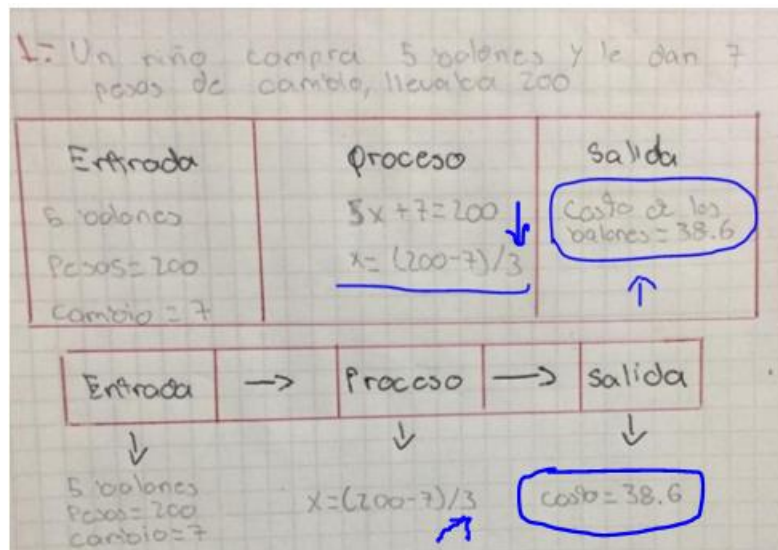 1= Un niño compra 5 balones y le dan 7
pesos de cambio, llevaba 200
Entrada
5 balones
Pesos=200
Cambio=7
Proceso
5x+7=200
x=(200-7)/3
Salida
Costo de los
balones=38.6
Entrada → Proceso → Salida
5 balones
Pesos=200
cambio=7
x=(200-7)/3
costo=38.6